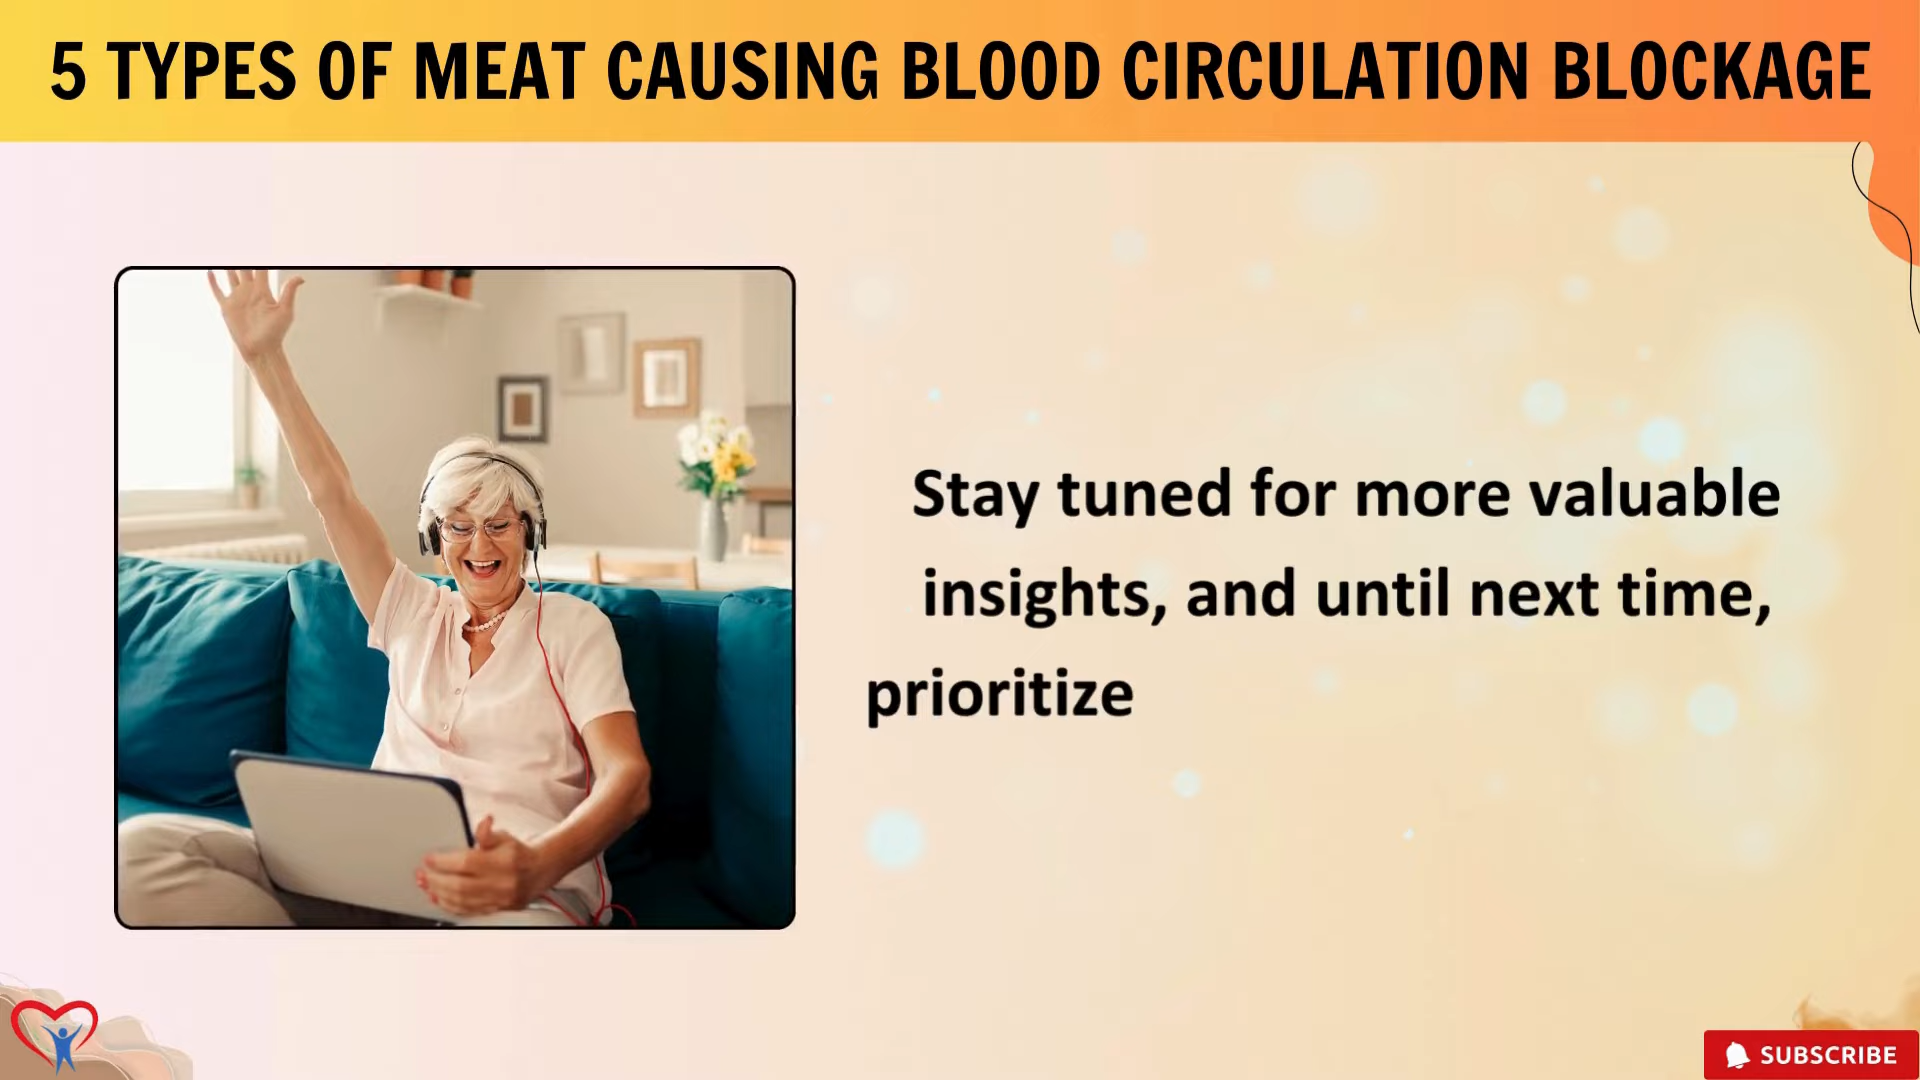 5 TYPES OF MEAT CAUSING BLOOD CIRCULATION BLOCKAGE
Stay tuned for more valuable
insights, and until next time,
prioritize
SUBSCRIBE